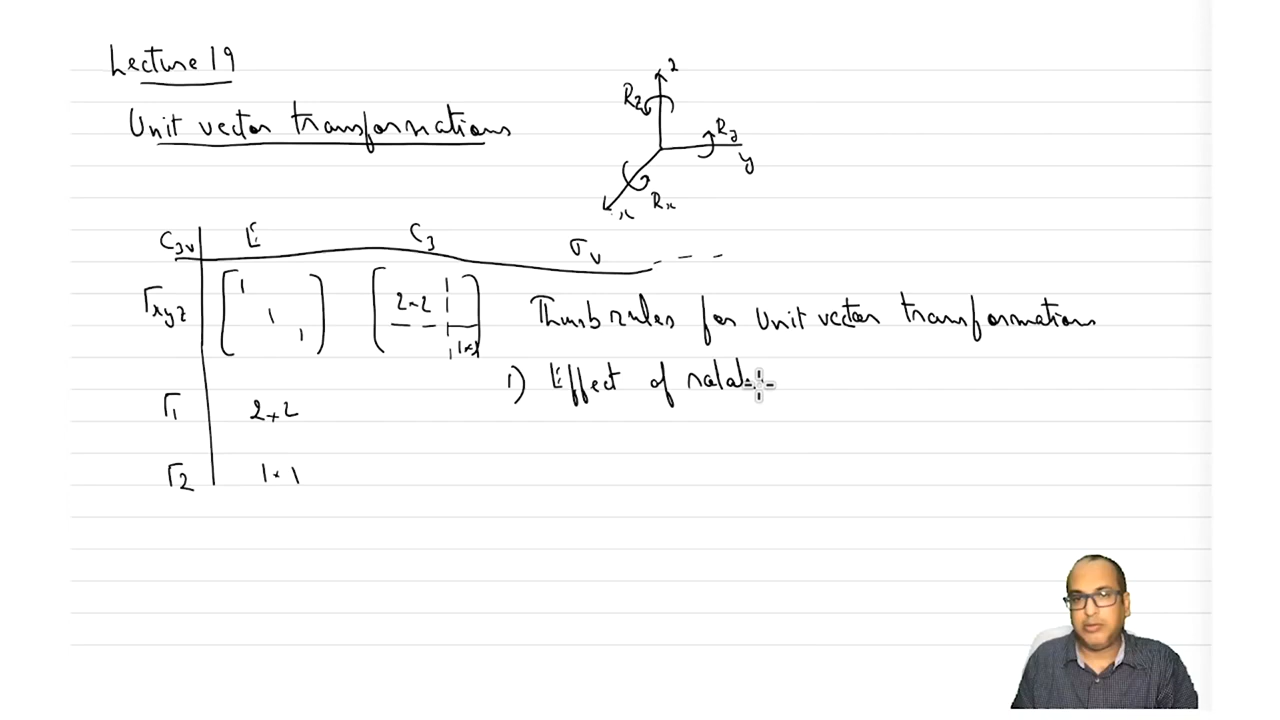 Lecture 19
Unit vector transformations
z
Rz
Ry
y
x
Rx
C3v E C3 σv - - -
Γxyz [1 1 1] [2×2 1×1]
Thumb rules for Unit vector transformations
1) Effect of
Γ1 2×2
Γ2 1×1